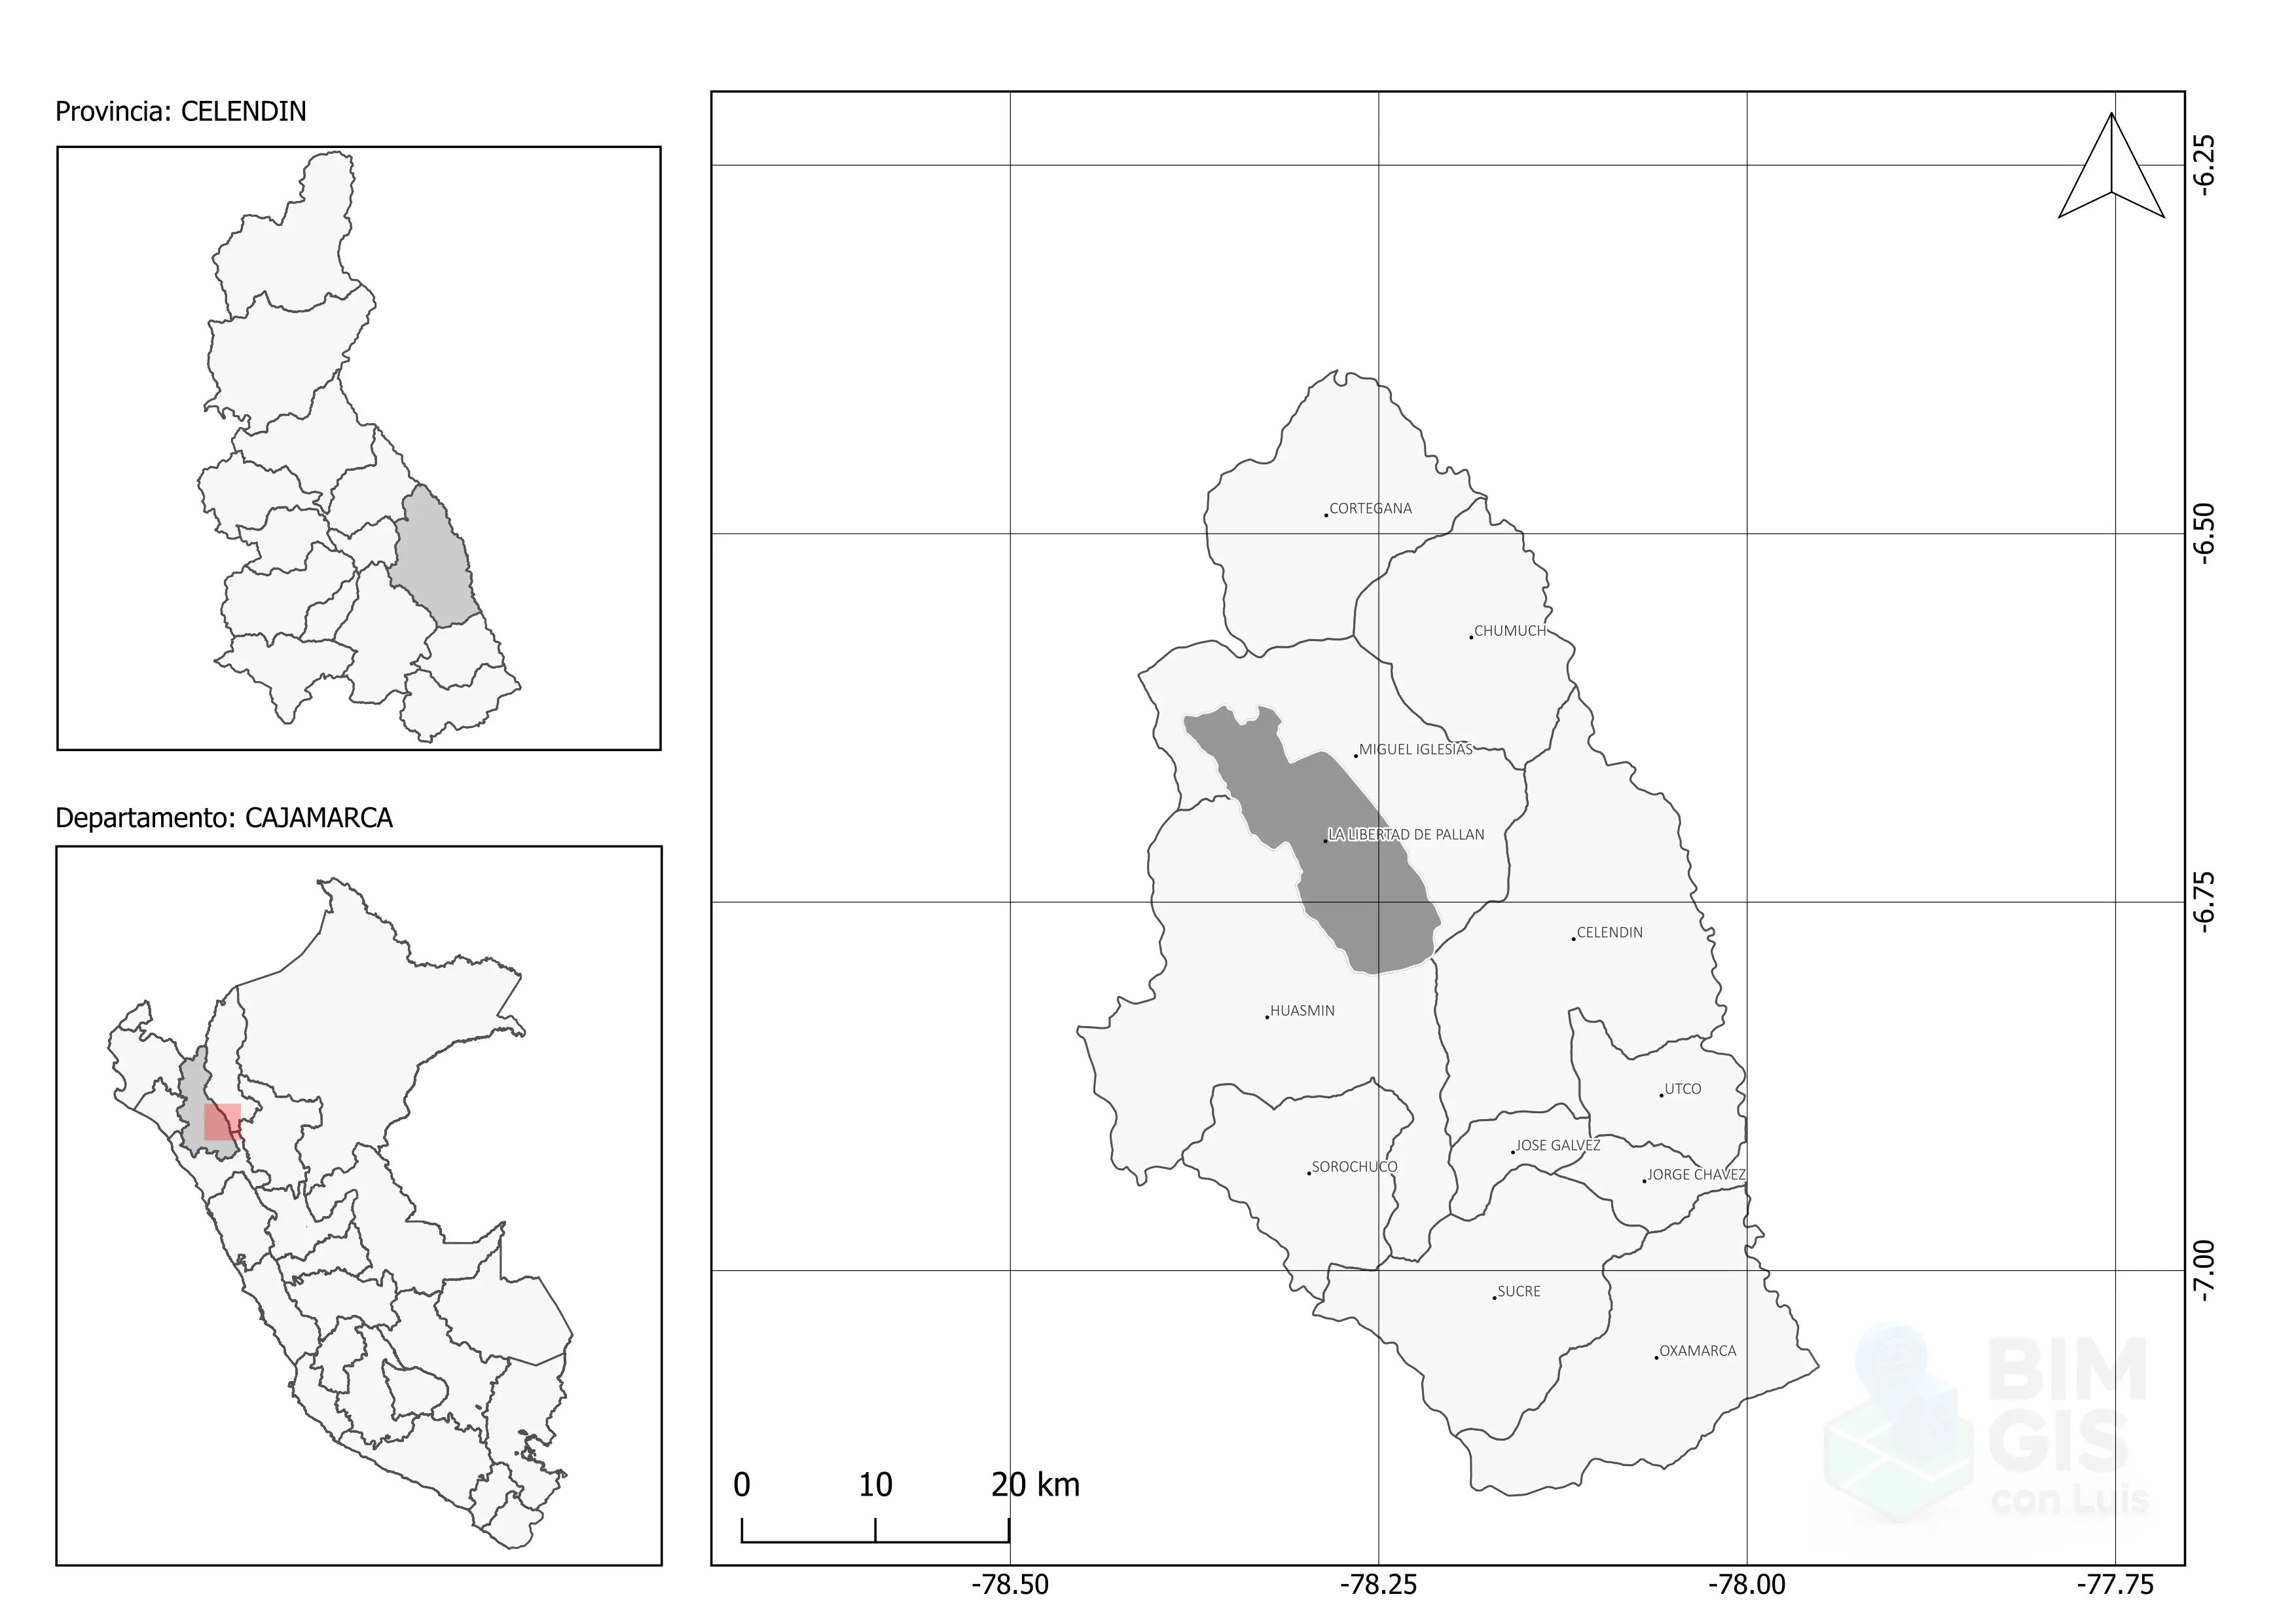 Provincia: CELENDIN
Departamento: CAJAMARCA
CORTEGANA
CHUMUCH
MIGUEL IGLESIAS
LA LIBERTAD DE PALLAN
CELENDIN
HUASMIN
UTCO
JOSE GALVEZ
SOROCHUCO
JORGE CHAVEZ
SUCRE
OXAMARCA
-6.25
-6.50
-6.75
-7.00
0 10 20 km
-78.50 -78.25 -78.00 -77.75
BIM
GIS
con Luis